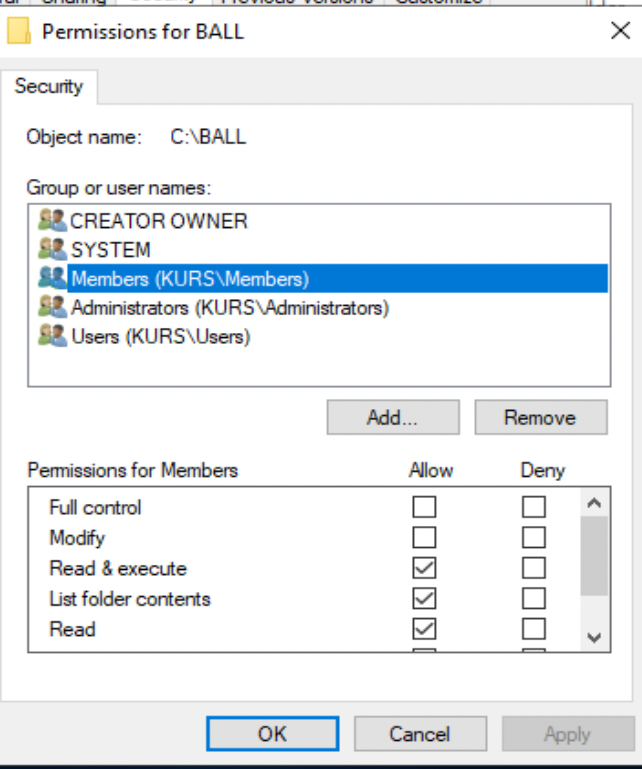 Sharing Security Previous Versions Customize
Permissions for BALL
Security
Object name: C:\BALL
Group or user names:
CREATOR OWNER
SYSTEM
Members (KURS\Members)
Administrators (KURS\Administrators)
Users (KURS\Users)
Add... Remove
Permissions for Members Allow Deny
Full control
Modify
Read & execute
List folder contents
Read
OK Cancel Apply